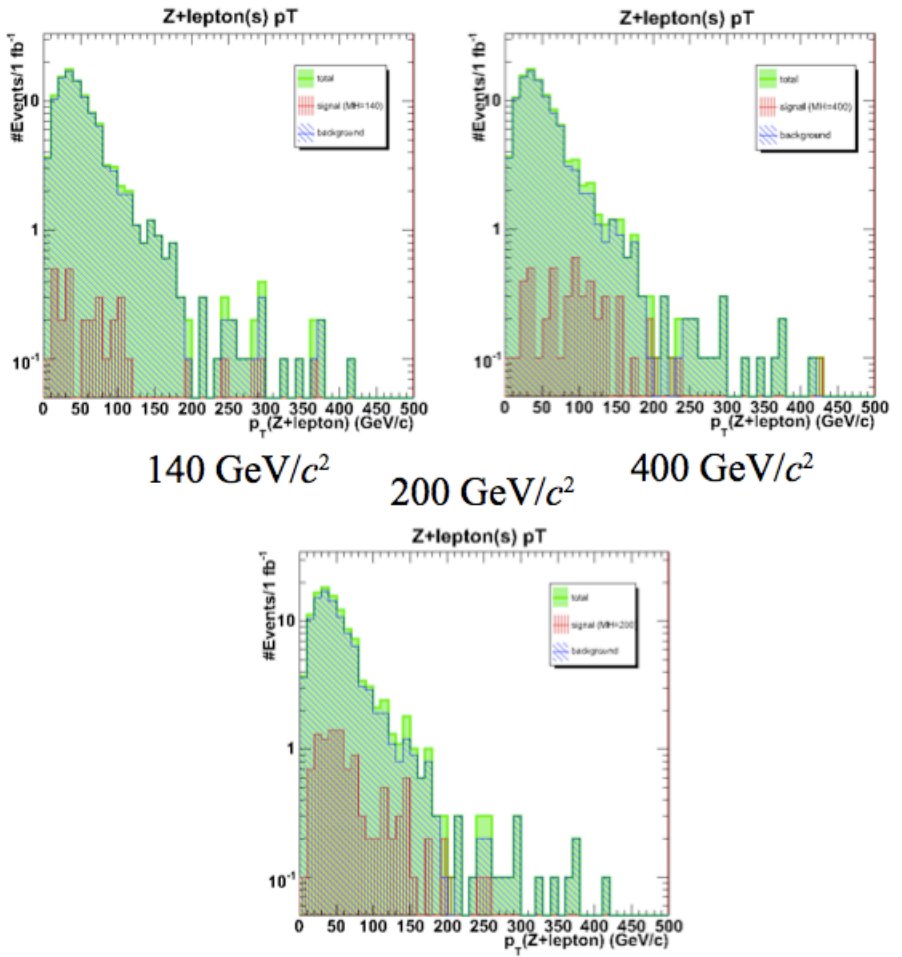 Z+lepton(s) pT
#Events/1 fb⁻¹
10
1
10⁻¹
total
signal (MH=140)
background
0 50 100 150 200 250 300 350 400 450 500
p_T(Z+lepton) (GeV/c)
140 GeV/c²
Z+lepton(s) pT
#Events/1 fb⁻¹
10
1
10⁻¹
total
signal (MH=400)
background
0 50 100 150 200 250 300 350 400 450 500
p_T(Z+lepton) (GeV/c)
400 GeV/c²
200 GeV/c²
Z+lepton(s) pT
#Events/1 fb⁻¹
10
1
10⁻¹
total
signal (MH=200
background
0 50 100 150 200 250 300 350 400 450 500
p_T(Z+lepton) (GeV/c)